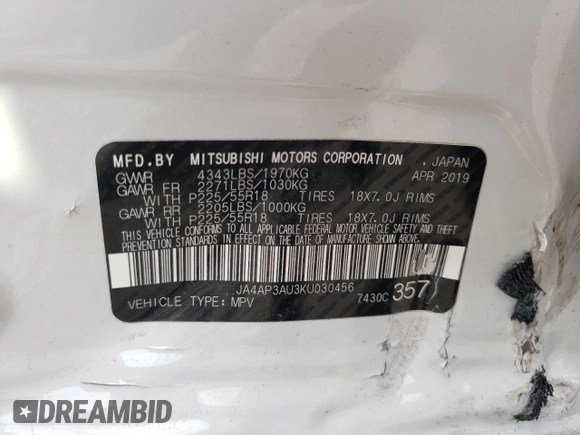 MFD.BY MITSUBISHI MOTORS CORPORATION . JAPAN
GVWR 4343LBS/1970KG APR 2019
GAWR FR 2271LBS/1030KG
WITH P225/55R18 TIRES 18X7.0J RIMS
GAWR RR 2205LBS/1000KG
WITH P225/55R18 TIRES 18X7.0J RIMS
THIS VEHICLE CONFORMS TO ALL APPLICABLE FEDERAL MOTOR VEHICLE SAFETY AND THEFT
PREVENTION STANDARDS IN EFFECT ON THE DATE OF MANUFACTURE SHOWN ABOVE.
JA4AP3AU3KU030456
VEHICLE TYPE: MPV 7430C 357
DREAMBID